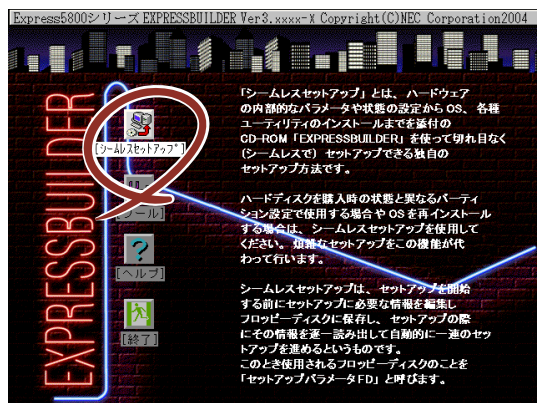 Express5800シリーズ EXPRESSBUILDER Ver3.xxxx-X Copyright(C)NEC Corporation2004
EXPRESSBUILDER
[シームレスセットアップ]
[ツール]
[ヘルプ]
[終了]
「シームレスセットアップ」とは、ハードウェア
の内部的なパラメータや状態の設定からOS、各種
ユーティリティのインストールまでを添付の
CD-ROM「EXPRESSBUILDER」を使って切れ目なく
(シームレスで) セットアップできる独自の
セットアップ方法です。
ハードディスクを購入時の状態と異なるパーティ
ション設定で使用する場合やOSを再インストール
する場合は、シームレスセットアップを使用して
ください。煩雑なセットアップをこの機能が代
わって行います。
シームレスセットアップは、セットアップを開始
する前にセットアップに必要な情報を編集し
フロッピーディスクに保存し、セットアップの際
にその情報を逐一読み出して自動的に一連のセッ
トアップを進めるというものです。
このとき使用されるフロッピーディスクのことを
「セットアップパラメータFD」と呼びます。